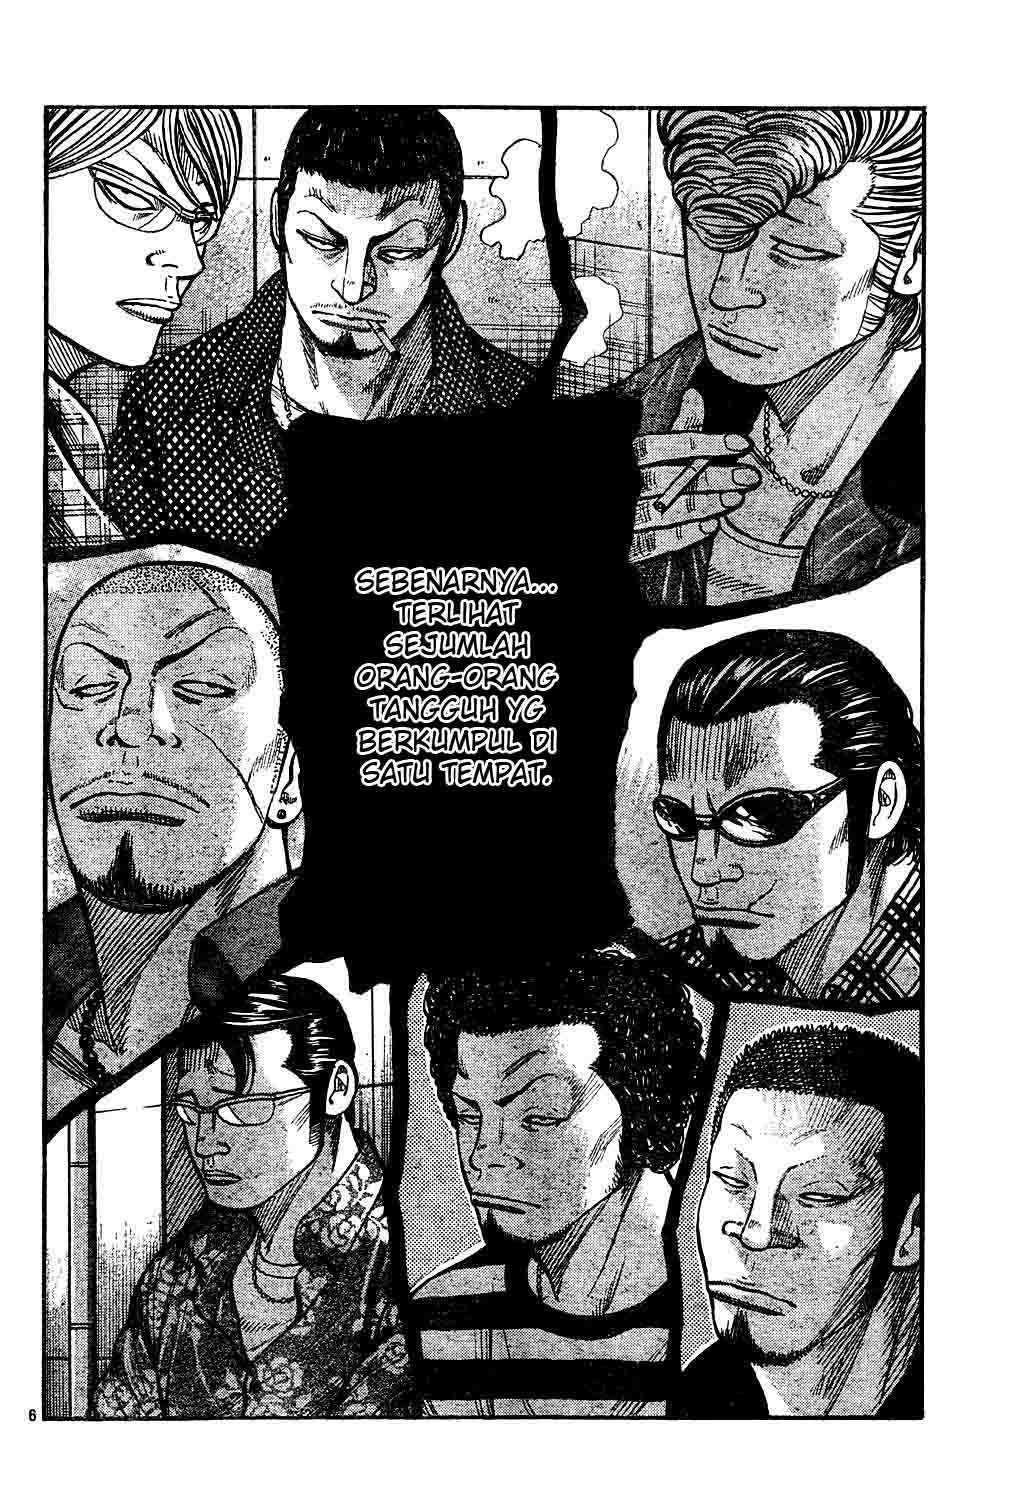 SEBENARNYA...
TERLIHAT
SEJUMLAH
ORANG-ORANG
TANGGUH YG
BERKUMPUL DI
SATU TEMPAT.
6